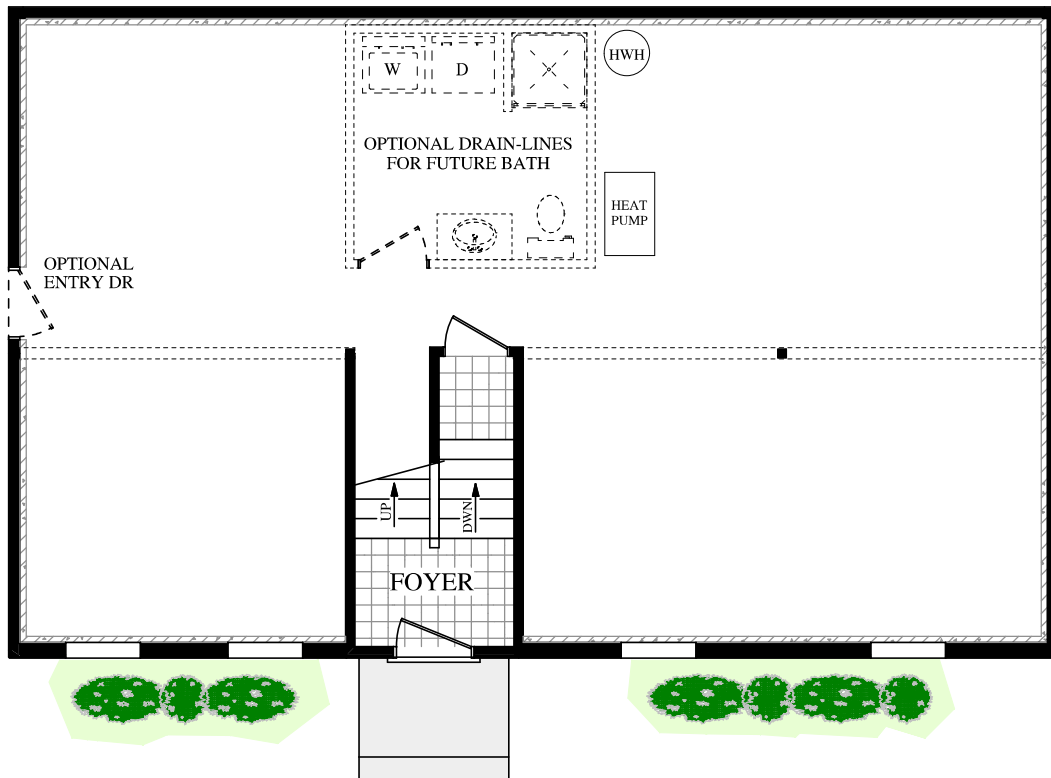 HWH
W
D
OPTIONAL DRAIN-LINES
FOR FUTURE BATH
HEAT
PUMP
OPTIONAL
ENTRY DR
UP
DWN
FOYER